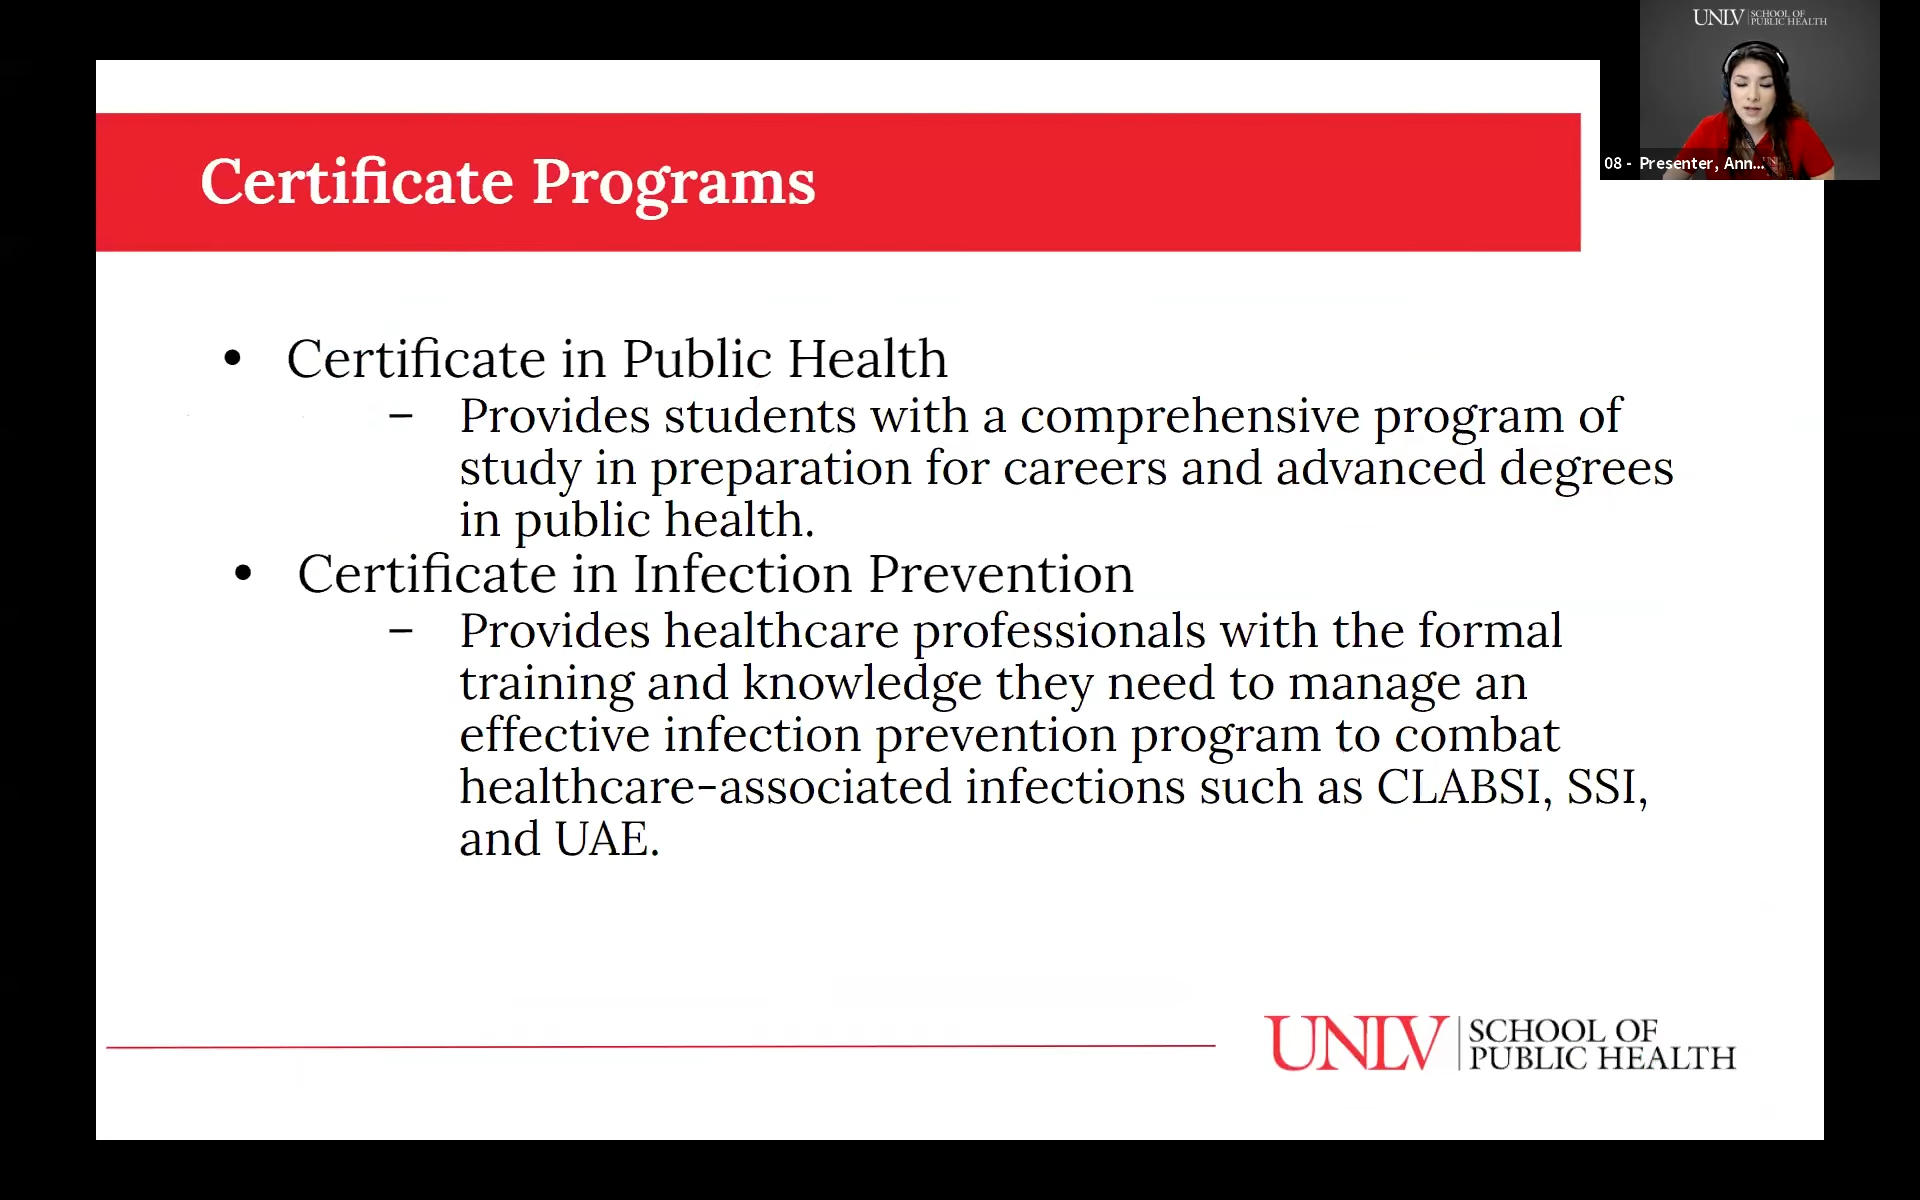 UNLV SCHOOL OF
PUBLIC HEALTH
08 - Presenter, Ann...
Certificate Programs
• Certificate in Public Health
– Provides students with a comprehensive program of
study in preparation for careers and advanced degrees
in public health.
• Certificate in Infection Prevention
– Provides healthcare professionals with the formal
training and knowledge they need to manage an
effective infection prevention program to combat
healthcare-associated infections such as CLABSI, SSI,
and UAE.
UNLV SCHOOL OF
PUBLIC HEALTH